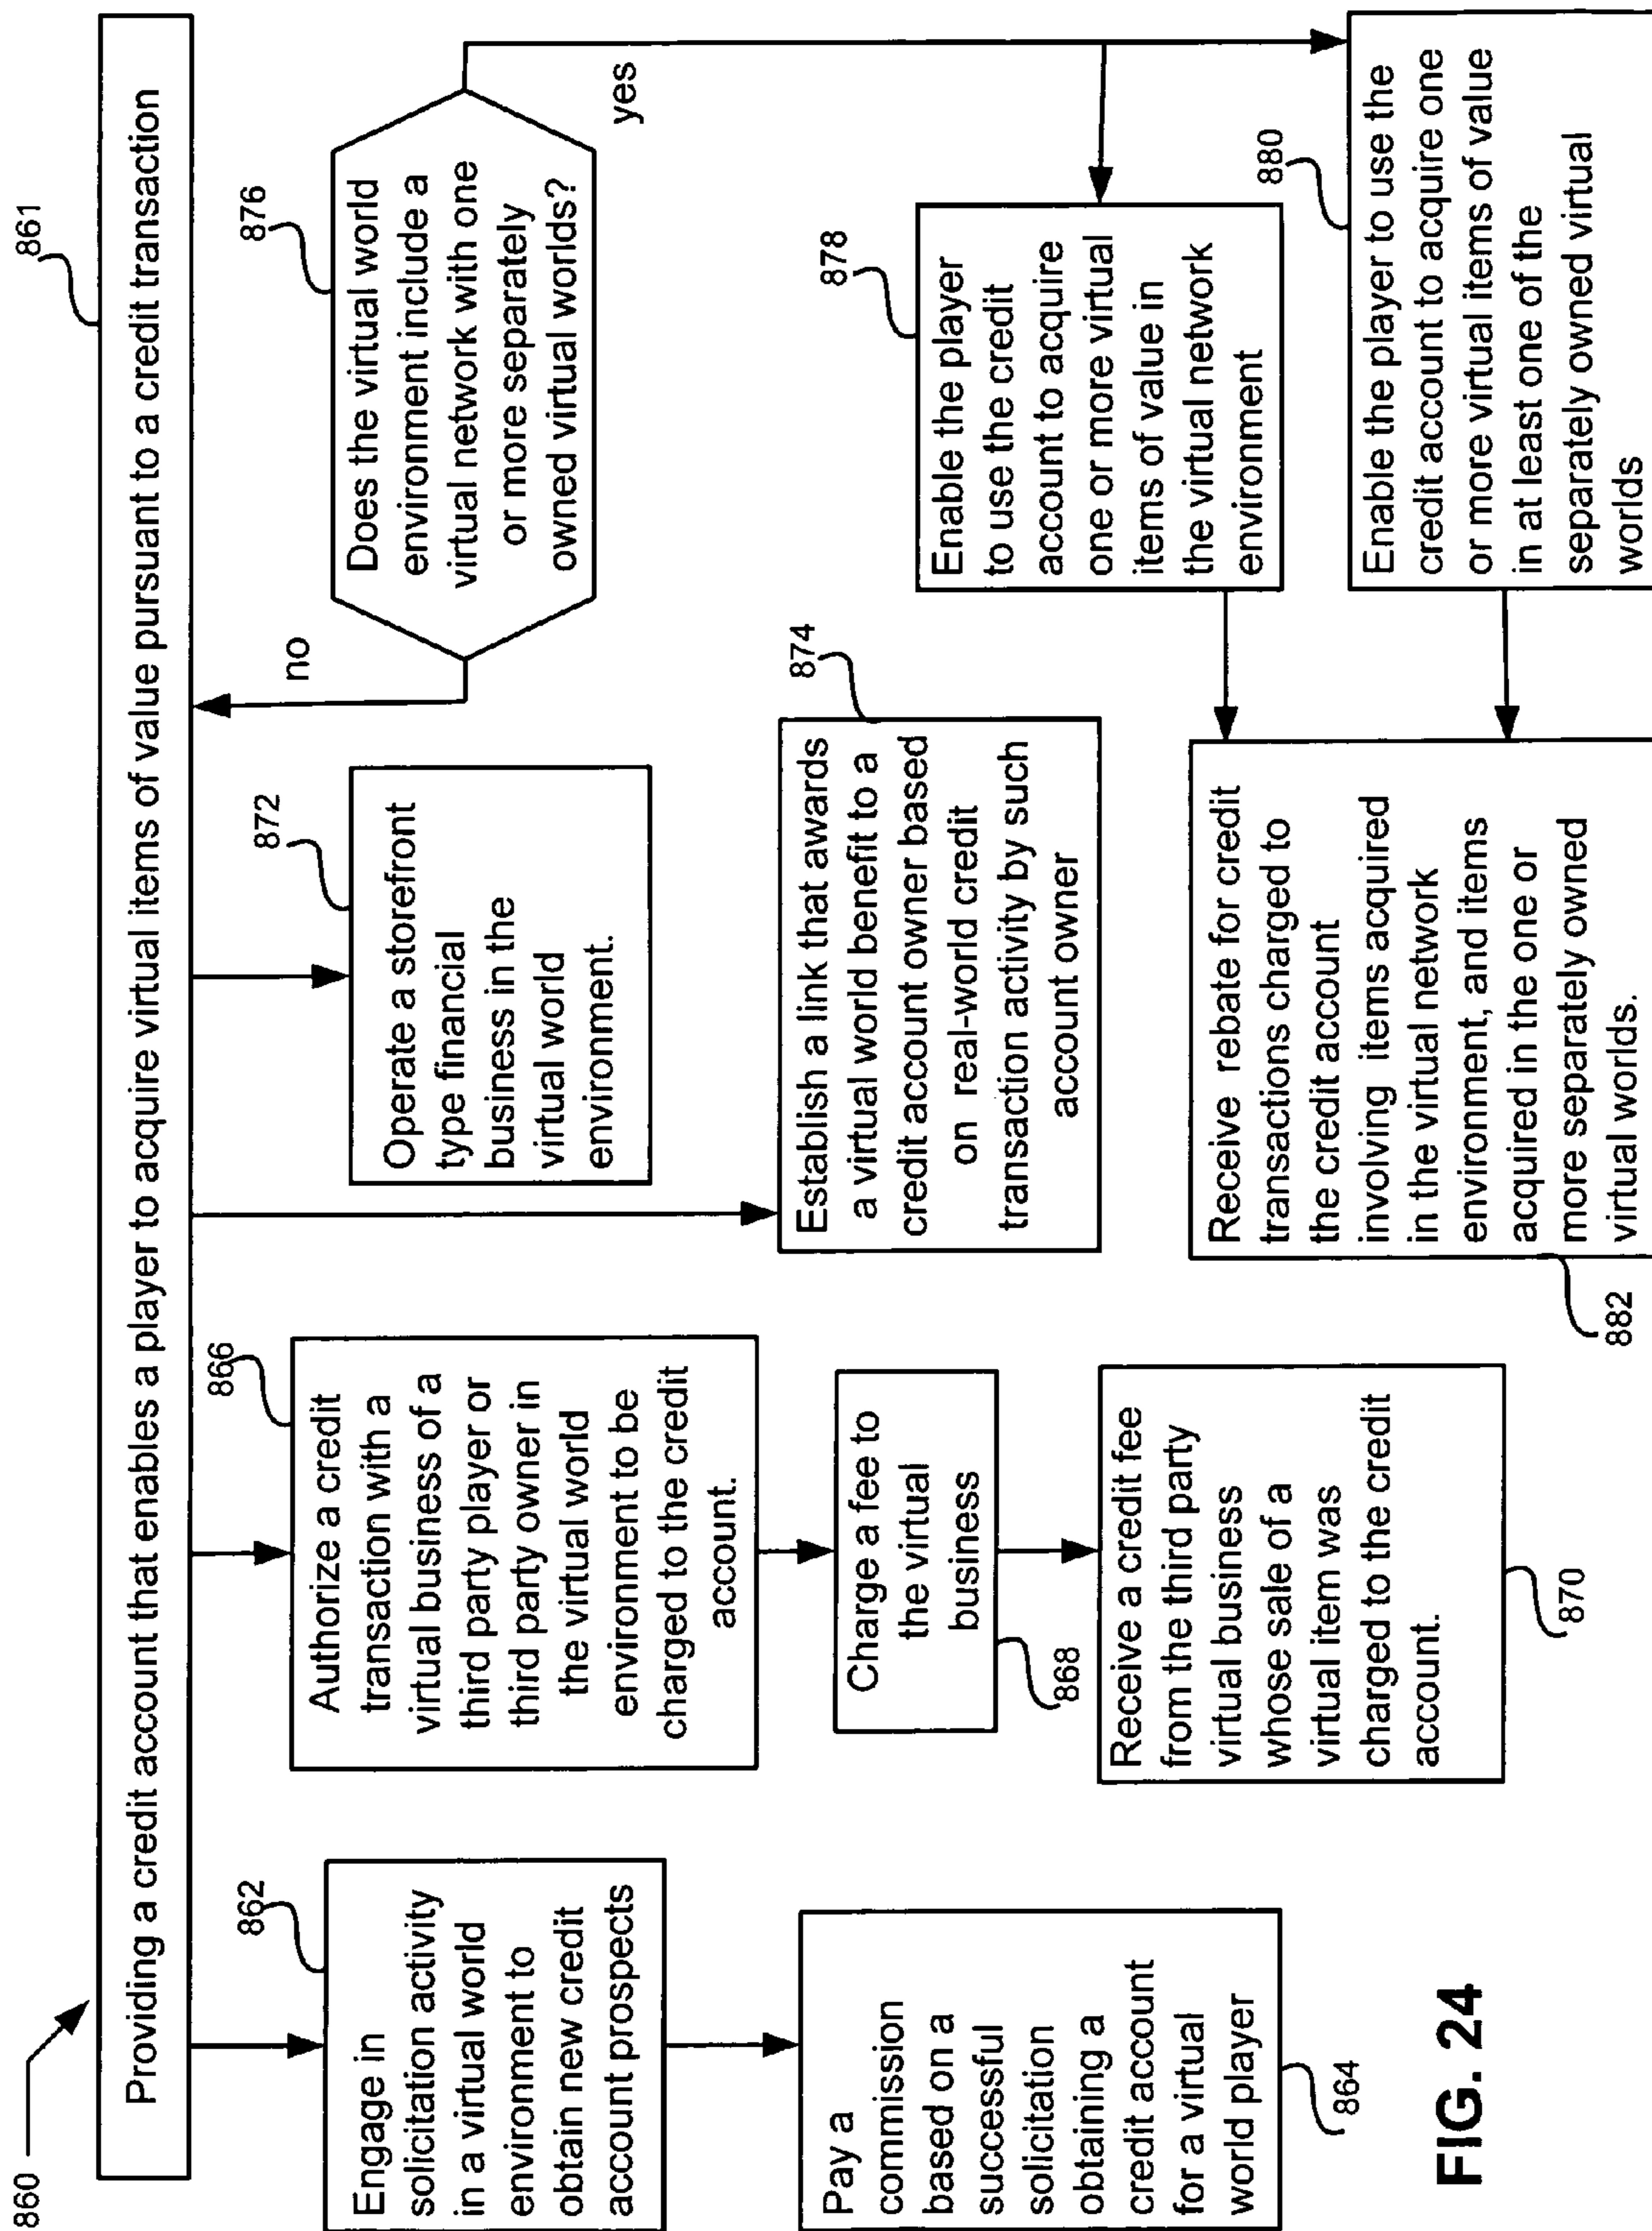 860
861
Providing a credit account that enables a player to acquire virtual items of value pursuant to a credit transaction
862
Engage in
solicitation activity
in a virtual world
environment to
obtain new credit
account prospects
Pay a
commission
based on a
successful
solicitation
obtaining a
credit account
for a virtual
world player
864
866
Authorize a credit
transaction with a
virtual business of a
third party player or
third party owner in
the virtual world
environment to be
charged to the credit
account.
Charge a fee to
the virtual
business
868
Receive a credit fee
from the third party
virtual business
whose sale of a
virtual item was
charged to the credit
account.
870
872
Operate a storefront
type financial
business in the
virtual world
environment.
874
Establish a link that awards
a virtual world benefit to a
credit account owner based
on real-world credit
transaction activity by such
account owner
no
876
Does the virtual world
environment include a
virtual network with one
or more separately
owned virtual worlds?
yes
878
Enable the player
to use the credit
account to acquire
one or more virtual
items of value in
the virtual network
environment
880
Enable the player to use the
credit account to acquire one
or more virtual items of value
in at least one of the
separately owned virtual
worlds
Receive rebate for credit
transactions charged to
the credit account
involving items acquired
in the virtual network
environment, and items
acquired in the one or
more separately owned
virtual worlds.
882
FIG. 24